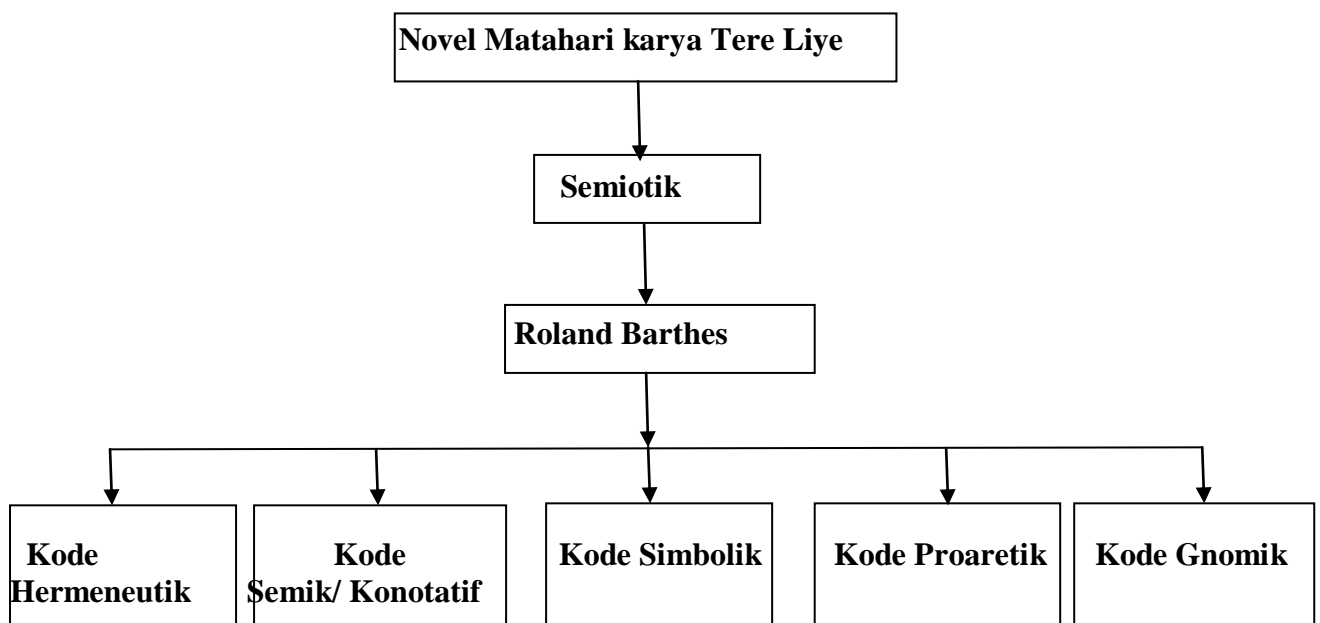 Novel Matahari karya Tere Liye
Semiotik
Roland Barthes
Kode
Hermeneutik
Kode
Semik/ Konotatif
Kode Simbolik
Kode Proaretik
Kode Gnomik